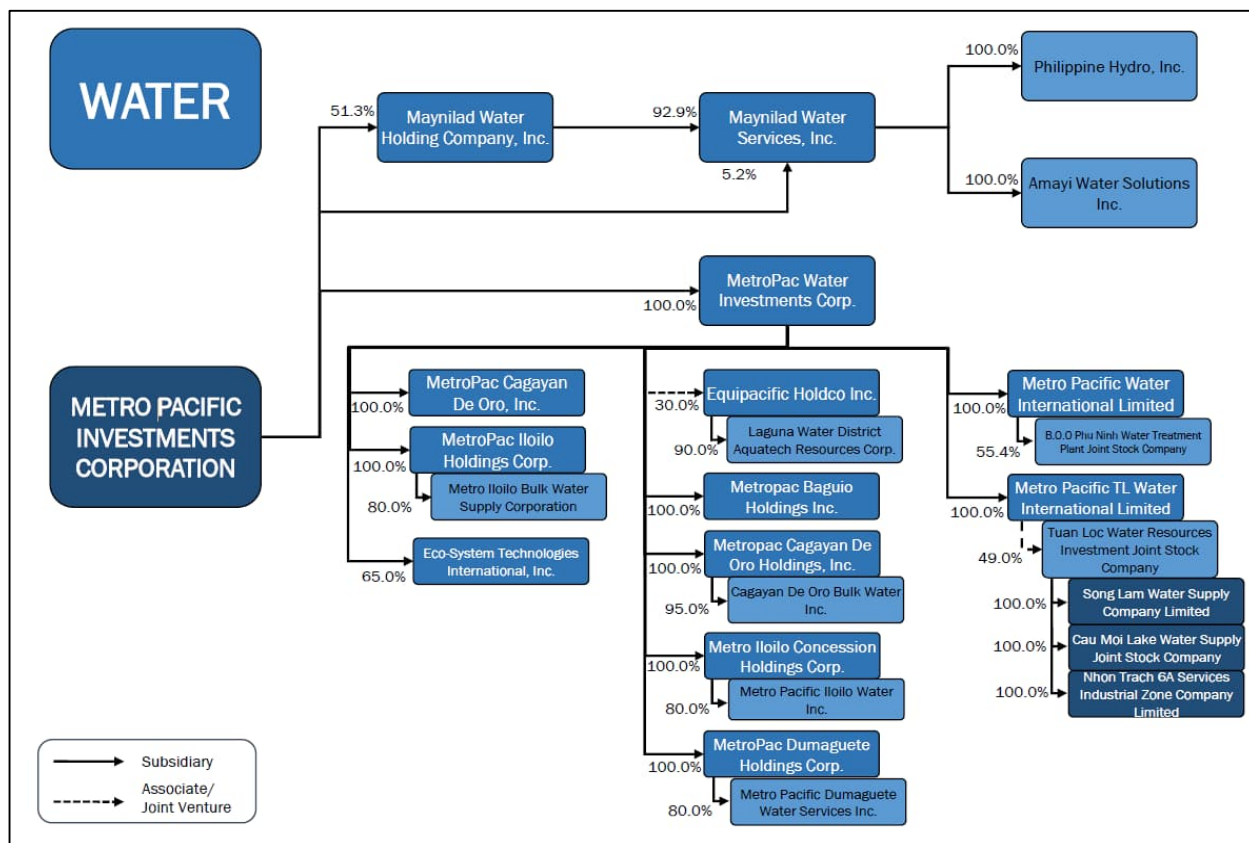 WATER
51.3%
Maynilad Water
Holding Company, Inc.
92.9%
Maynilad Water
Services, Inc.
5.2%
100.0%
Philippine Hydro, Inc.
100.0%
Amayi Water Solutions
Inc.
METRO PACIFIC
INVESTMENTS
CORPORATION
100.0%
MetroPac Water
Investments Corp.
100.0%
MetroPac Cagayan
De Oro, Inc.
100.0%
MetroPac Iloilo
Holdings Corp.
80.0%
Metro Iloilo Bulk Water
Supply Corporation
65.0%
Eco-System Technologies
International, Inc.
30.0%
Equipacific Holdco Inc.
90.0%
Laguna Water District
Aquatech Resources Corp.
100.0%
Metropac Baguio
Holdings Inc.
100.0%
Metropac Cagayan De
Oro Holdings, Inc.
95.0%
Cagayan De Oro Bulk Water
Inc.
100.0%
Metro Iloilo Concession
Holdings Corp.
80.0%
Metro Pacific Iloilo Water
Inc.
100.0%
MetroPac Dumaguete
Holdings Corp.
80.0%
Metro Pacific Dumaguete
Water Services Inc.
100.0%
Metro Pacific Water
International Limited
55.4%
B.O.O Phu Ninh Water Treatment
Plant Joint Stock Company
100.0%
Metro Pacific TL Water
International Limited
49.0%
Tuan Loc Water Resources
Investment Joint Stock
Company
100.0%
Song Lam Water Supply
Company Limited
100.0%
Cau Moi Lake Water Supply
Joint Stock Company
100.0%
Nhon Trach 6A Services
Industrial Zone Company
Limited
Subsidiary
Associate/
Joint Venture